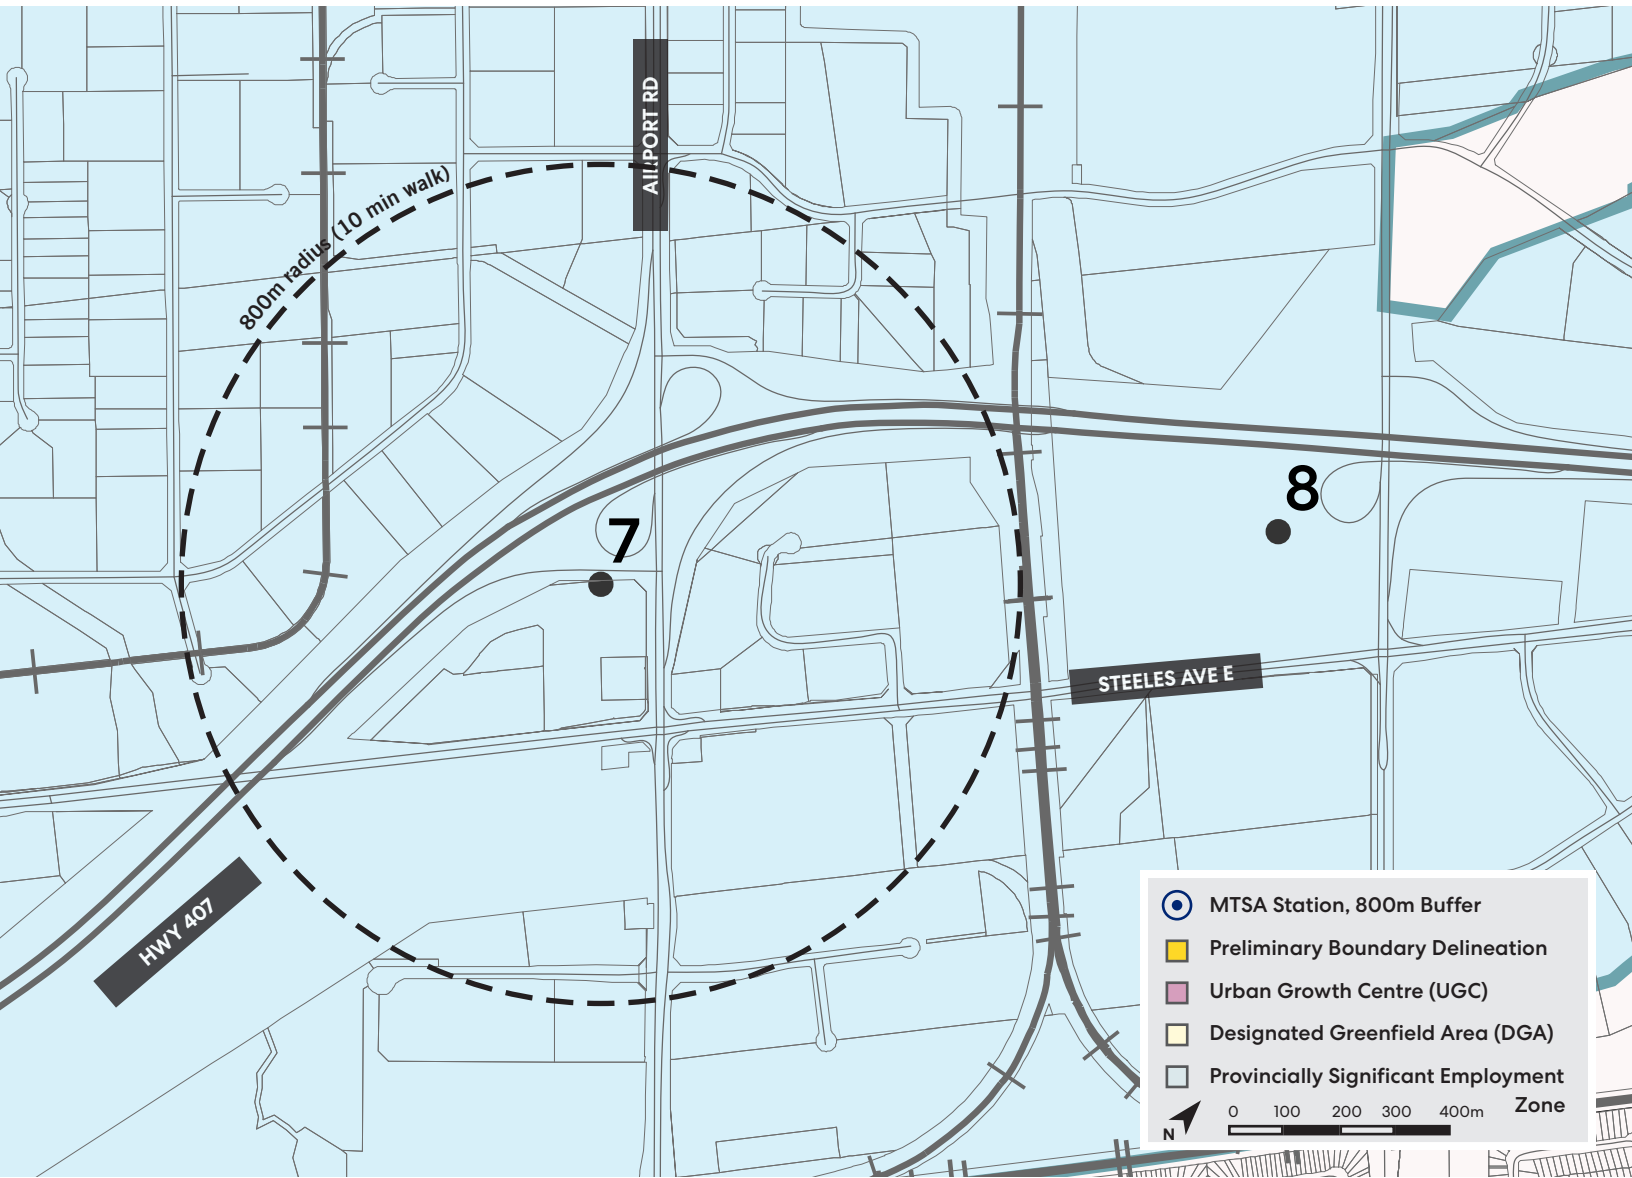 AIRPORT RD
800m radius (10 min walk)
8
7
STEELES AVE E
HWY 407
MTSA Station, 800m Buffer
Preliminary Boundary Delineation
Urban Growth Centre (UGC)
Designated Greenfield Area (DGA)
Provincially Significant Employment
Zone
N
0 100 200 300 400m